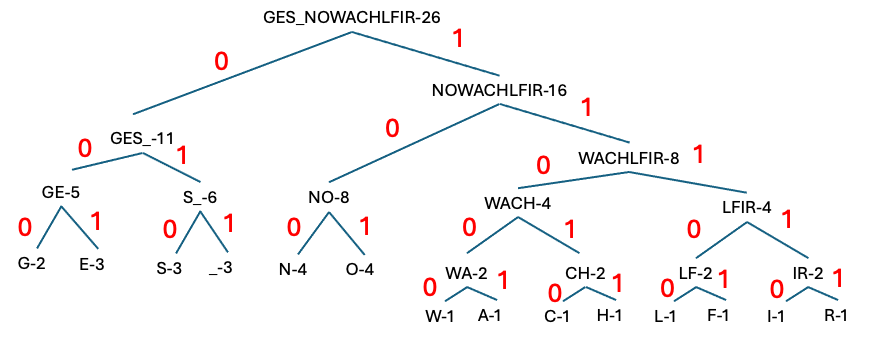 GES_NOWACHLFIR-26
0 1
NOWACHLFIR-16
0 1
GES_-11
0 1
WACHLFIR-8
0 1
GE-5 S_-6 NO-8 WACH-4 LFIR-4
0 1 0 1 0 1 0 1 0 1
G-2 E-3 S-3 _-3 N-4 O-4 WA-2 CH-2 LF-2 IR-2
0 1 0 1 0 1 0 1
W-1 A-1 C-1 H-1 L-1 F-1 I-1 R-1